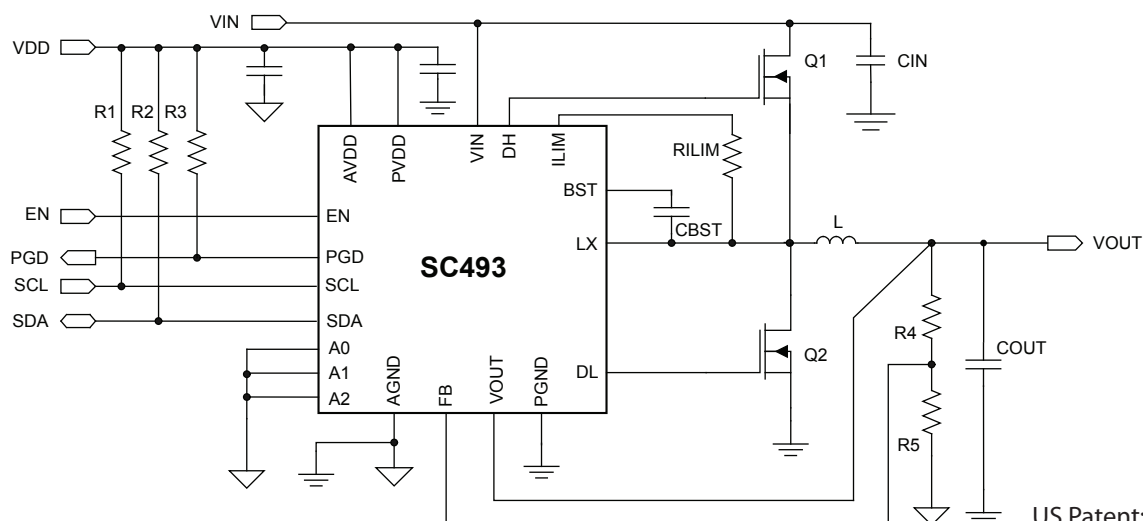 VIN
VDD
Q1
CIN
R1
R2
R3
AVDD
PVDD
VIN
DH
ILIM
RILIM
BST
CBST
EN
EN
L
LX
VOUT
PGD
PGD
SC493
SCL
SCL
SDA
SDA
R4
A0
COUT
Q2
A1
DL
A2
AGND
FB
VOUT
PGND
R5
US Patents